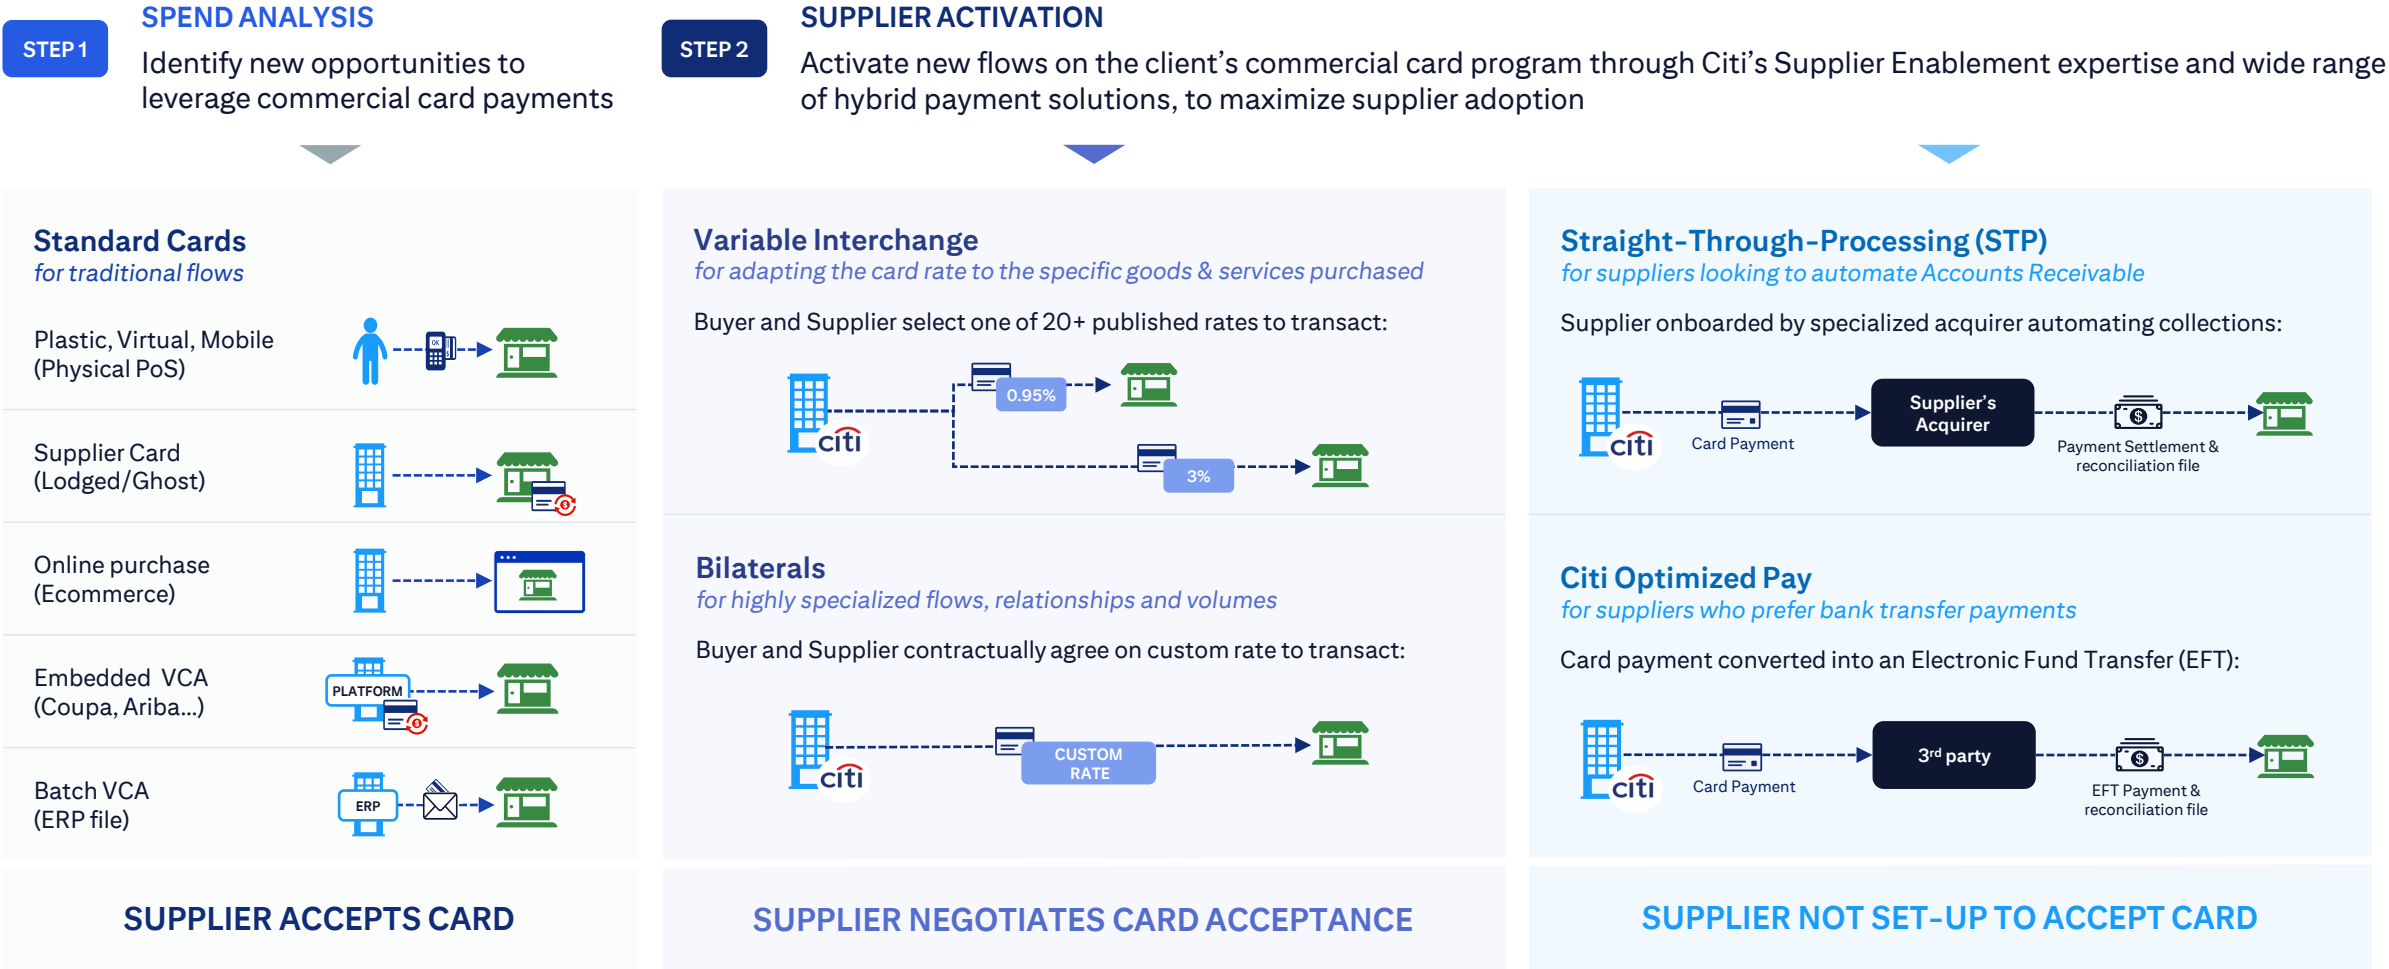 STEP 1
SPEND ANALYSIS
Identify new opportunities to
leverage commercial card payments
STEP 2
SUPPLIER ACTIVATION
Activate new flows on the client’s commercial card program through Citi’s Supplier Enablement expertise and wide range
of hybrid payment solutions, to maximize supplier adoption
Standard Cards
for traditional flows
Plastic, Virtual, Mobile
(Physical PoS)
OK
Supplier Card
(Lodged/Ghost)
$
Online purchase
(Ecommerce)
Embedded VCA
(Coupa, Ariba...)
PLATFORM
$
Batch VCA
(ERP file)
ERP
SUPPLIER ACCEPTS CARD
Variable Interchange
for adapting the card rate to the specific goods & services purchased
Buyer and Supplier select one of 20+ published rates to transact:
0.95%
citi
3%
Bilaterals
for highly specialized flows, relationships and volumes
Buyer and Supplier contractually agree on custom rate to transact:
citi
CUSTOM
RATE
SUPPLIER NEGOTIATES CARD ACCEPTANCE
Straight-Through-Processing (STP)
for suppliers looking to automate Accounts Receivable
Supplier onboarded by specialized acquirer automating collections:
citi
Card Payment
Supplier’s
Acquirer
$
Payment Settlement &
reconciliation file
Citi Optimized Pay
for suppliers who prefer bank transfer payments
Card payment converted into an Electronic Fund Transfer (EFT):
citi
Card Payment
3rd party
$
EFT Payment &
reconciliation file
SUPPLIER NOT SET-UP TO ACCEPT CARD